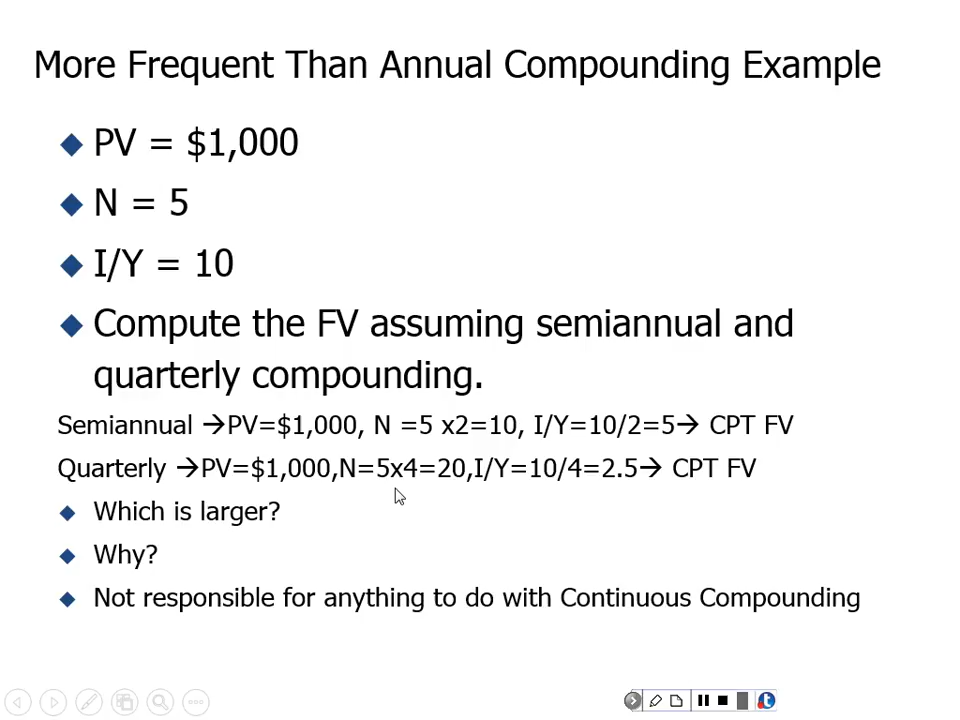 More Frequent Than Annual Compounding Example
PV = $1,000
N = 5
I/Y = 10
Compute the FV assuming semiannual and
quarterly compounding.
Semiannual →PV=$1,000, N =5 x2=10, I/Y=10/2=5→ CPT FV
Quarterly →PV=$1,000,N=5x4=20,I/Y=10/4=2.5→ CPT FV
Which is larger?
Why?
Not responsible for anything to do with Continuous Compounding